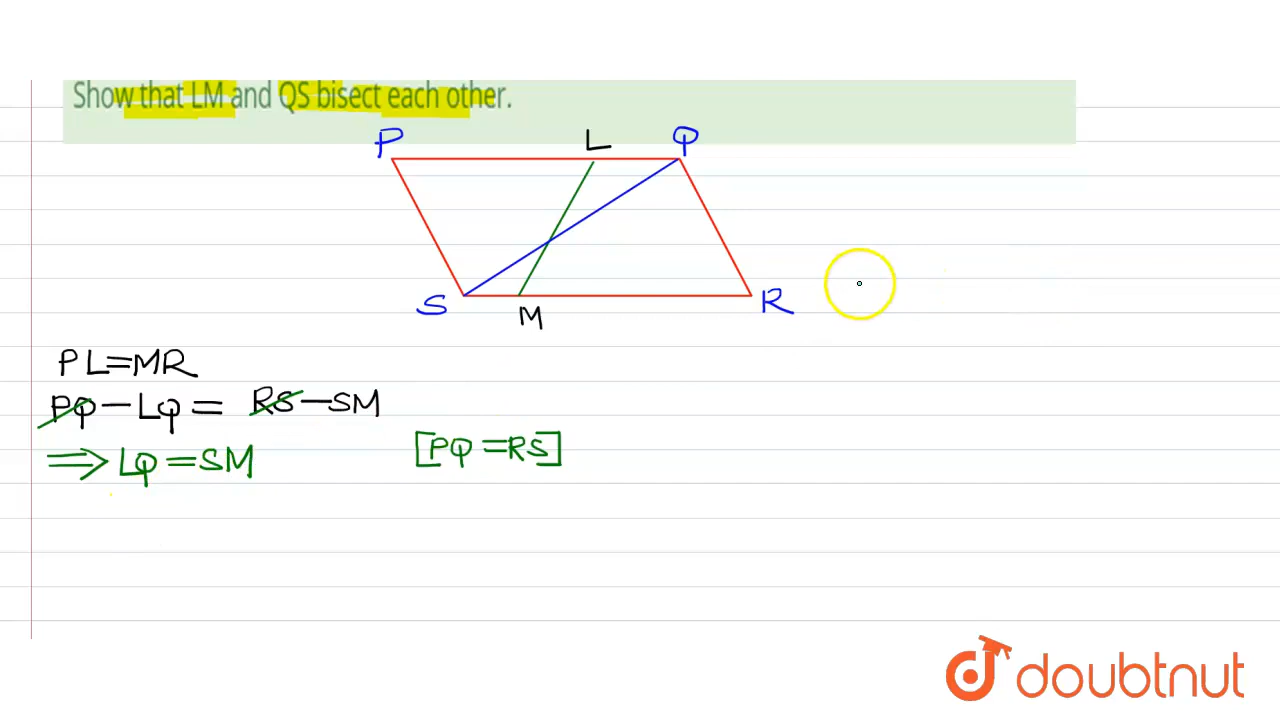 Show that LM and QS bisect each other.
P L Q
S M R
PL=MR
PQ-LQ= RS-SM
⇒ LQ=SM [PQ=RS]
doubtnut